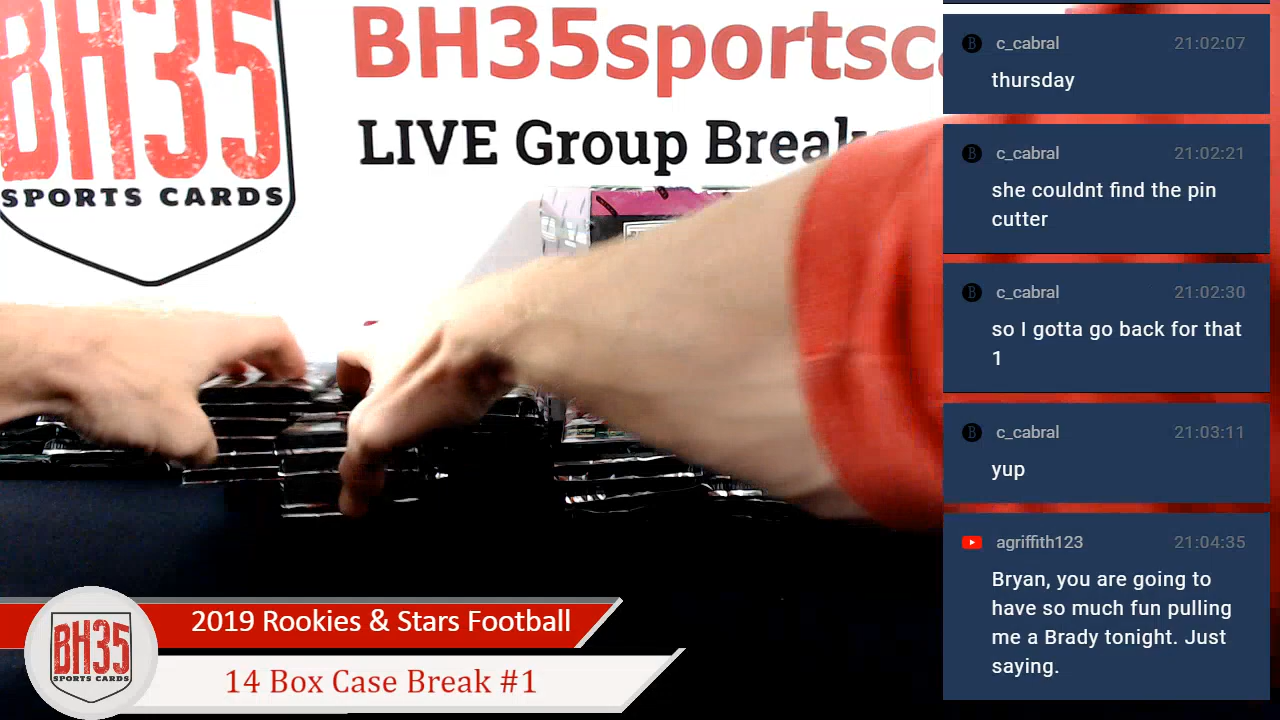 BH35
SPORTS CARDS
BH35sportsca
LIVE Group Break
c_cabral 21:02:07
thursday
c_cabral 21:02:21
she couldnt find the pin
cutter
c_cabral 21:02:30
so I gotta go back for that
1
c_cabral 21:03:11
yup
agriffith123 21:04:35
Bryan, you are going to
have so much fun pulling
me a Brady tonight. Just
saying.
2019 Rookies & Stars Football
14 Box Case Break #1
BH35
SPORTS CARDS